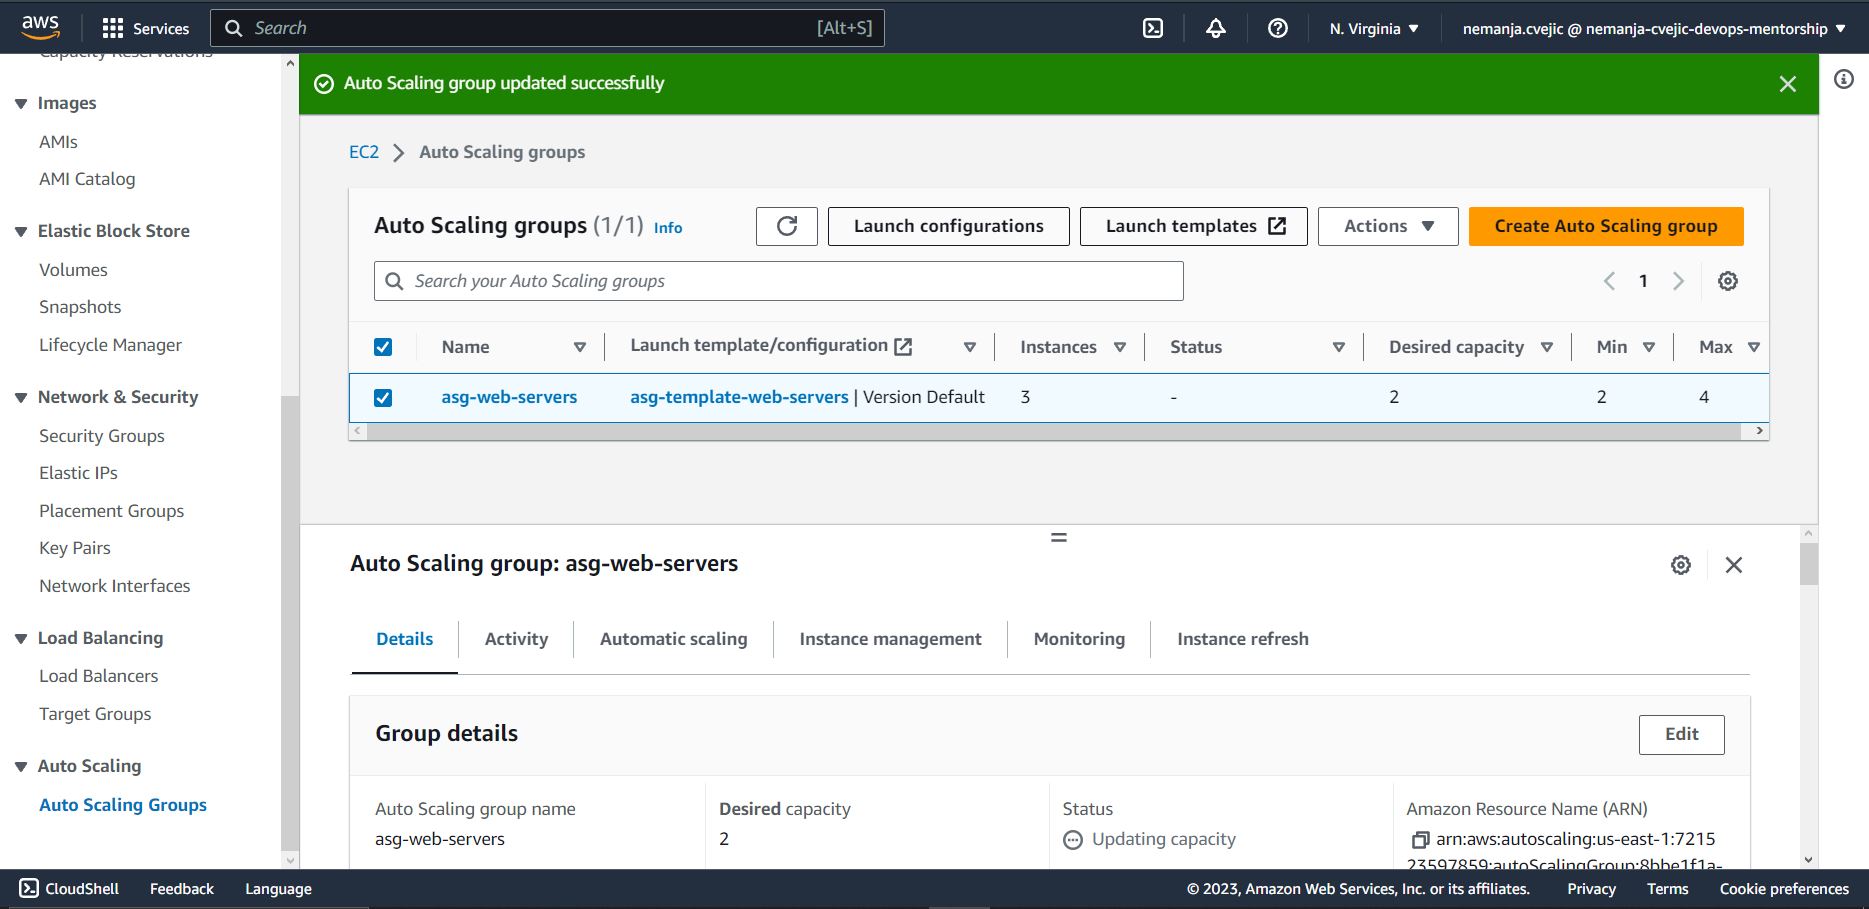 aws
Services
Search
[Alt+S]
N. Virginia
nemanja.cvejic @ nemanja-cvejic-devops-mentorship
Capacity Reservations
Images
AMIs
AMI Catalog
Elastic Block Store
Volumes
Snapshots
Lifecycle Manager
Network & Security
Security Groups
Elastic IPs
Placement Groups
Key Pairs
Network Interfaces
Load Balancing
Load Balancers
Target Groups
Auto Scaling
Auto Scaling Groups
Auto Scaling group updated successfully
EC2 > Auto Scaling groups
Auto Scaling groups (1/1) Info
Launch configurations
Launch templates
Actions
Create Auto Scaling group
Search your Auto Scaling groups
1
Name Launch template/configuration Instances Status Desired capacity Min Max
asg-web-servers asg-template-web-servers | Version Default 3 - 2 2 4
Auto Scaling group: asg-web-servers
Details Activity Automatic scaling Instance management Monitoring Instance refresh
Group details
Edit
Auto Scaling group name
asg-web-servers
Desired capacity
2
Status
Updating capacity
Amazon Resource Name (ARN)
arn:aws:autoscaling:us-east-1:7215
23597859:autoScalingGroup:8bbe1f1a-
CloudShell Feedback Language
© 2023, Amazon Web Services, Inc. or its affiliates. Privacy Terms Cookie preferences